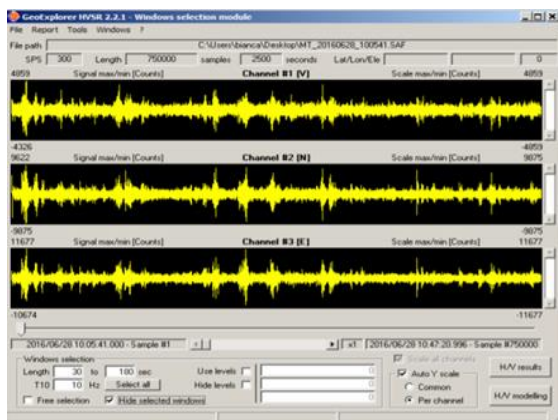 GeoExplorer HVSR 2.2.1 - Windows selection module
File Report Tools Windows ?
File path C:\Users\bianca\Desktop\MT_20160628_100541.SAF
SPS 300 Length 750000 samples 2500 seconds Lat/Lon/Ele 0
4859 Signal max/min [Counts] Channel #1 [V] Scale max/min [Counts] 4859
-4326 -4859
9622 Signal max/min [Counts] Channel #2 [N] Scale max/min [Counts] 9875
-9875 -9875
11677 Signal max/min [Counts] Channel #3 [E] Scale max/min [Counts] 11677
-10674 -11677
2016/06/28 10:05:41.000 - Sample #1 x1 2016/06/28 10:47:20.996 - Sample #750000
Windows selection
Length 30 to 180 sec Use levels 0
T10 10 Hz Select all Hide levels 0
Free selection Hide selected windows 0
Scale all channels
Auto Y scale
Common
Per channel
H/V results
H/V modelling